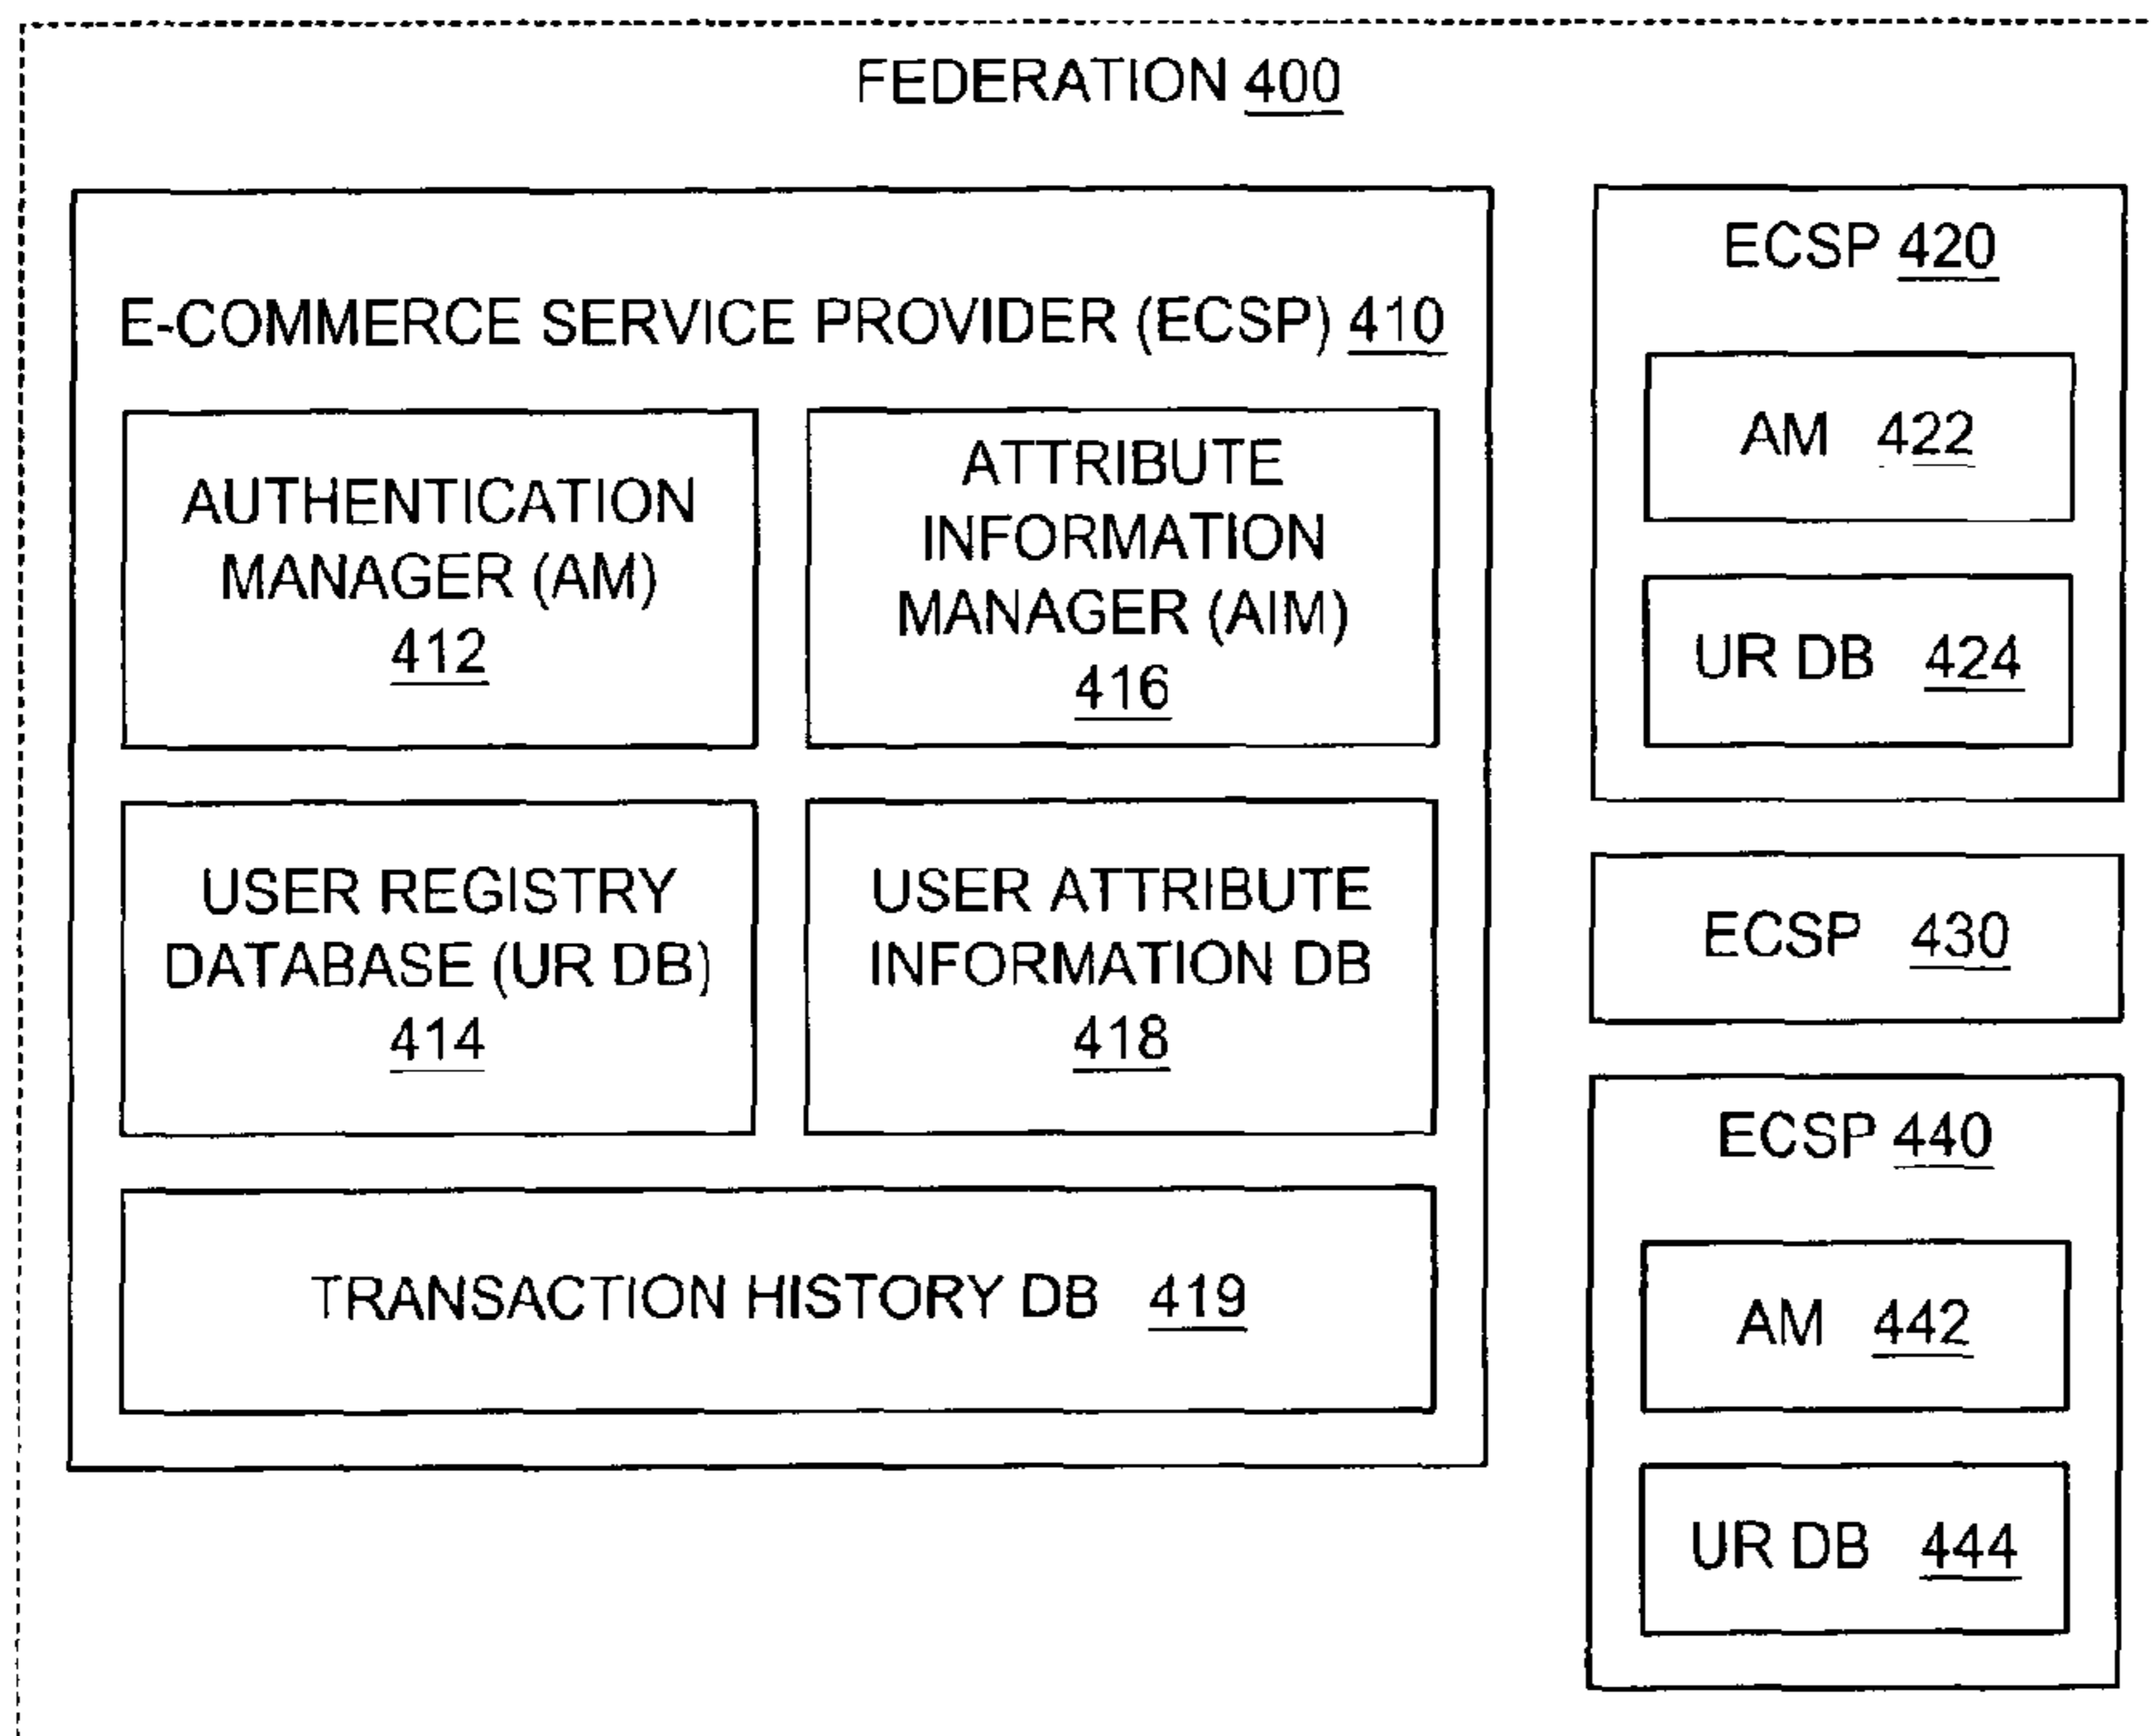 FEDERATION 400
E-COMMERCE SERVICE PROVIDER (ECSP) 410
AUTHENTICATION
MANAGER (AM)
412
ATTRIBUTE
INFORMATION
MANAGER (AIM)
416
USER REGISTRY
DATABASE (UR DB)
414
USER ATTRIBUTE
INFORMATION DB
418
TRANSACTION HISTORY DB 419
ECSP 420
AM 422
UR DB 424
ECSP 430
ECSP 440
AM 442
UR DB 444